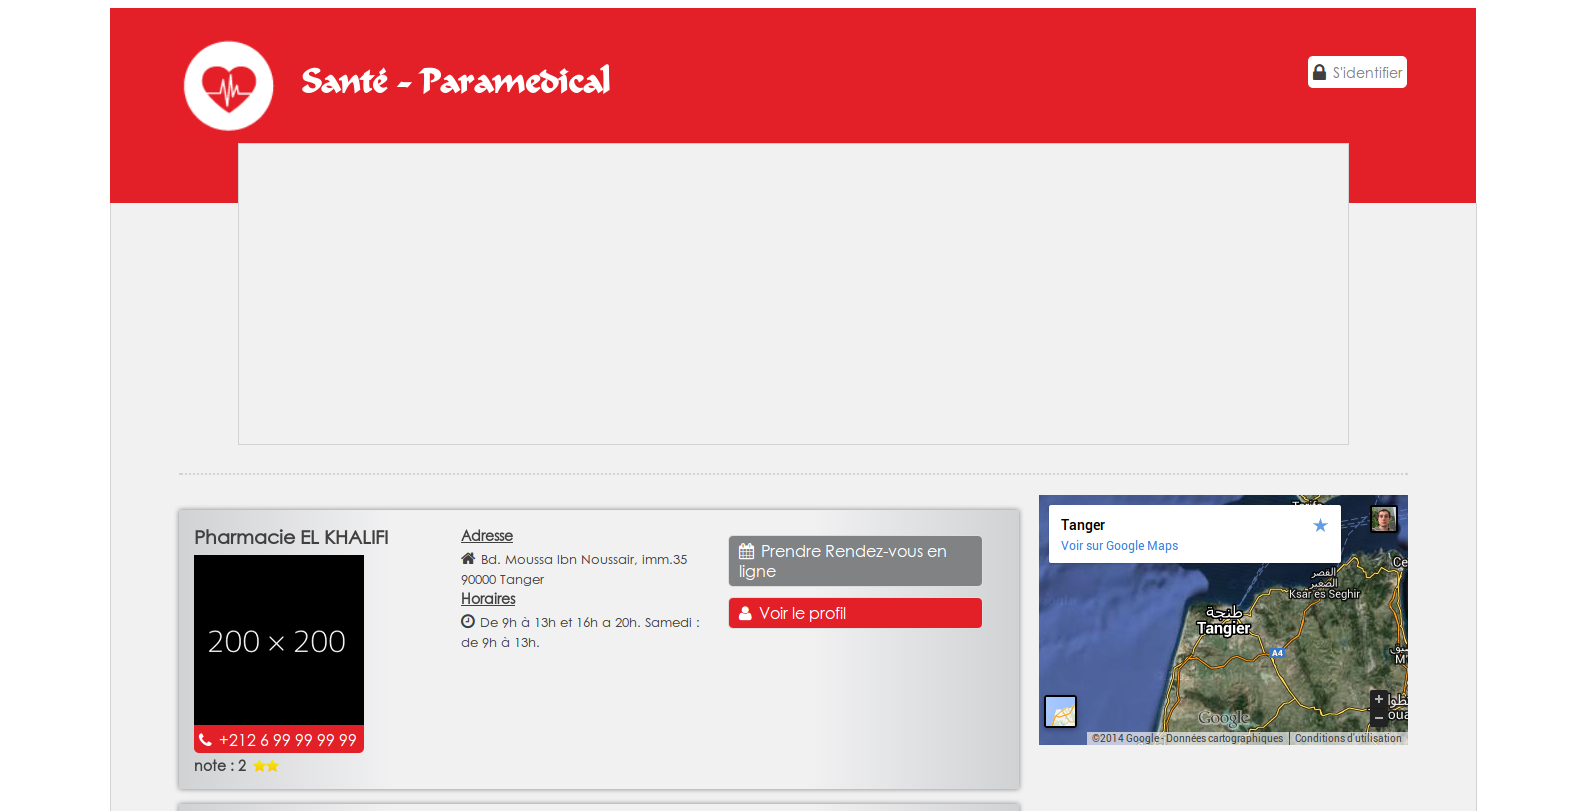 Santé - Paramedical
S'identifier
Pharmacie EL KHALIFI
200 × 200
+212 6 99 99 99 99
note : 2
Adresse
Bd. Moussa Ibn Noussair, imm.35
90000 Tanger
Horaires
De 9h à 13h et 16h a 20h. Samedi :
de 9h à 13h.
Prendre Rendez-vous en
ligne
Voir le profil
Tanger
Voir sur Google Maps
القصر
الصغير
Ksar es Seghir
طنجة
Tangier
A4
Google
©2014 Google - Données cartographiques
Conditions d'utilisation